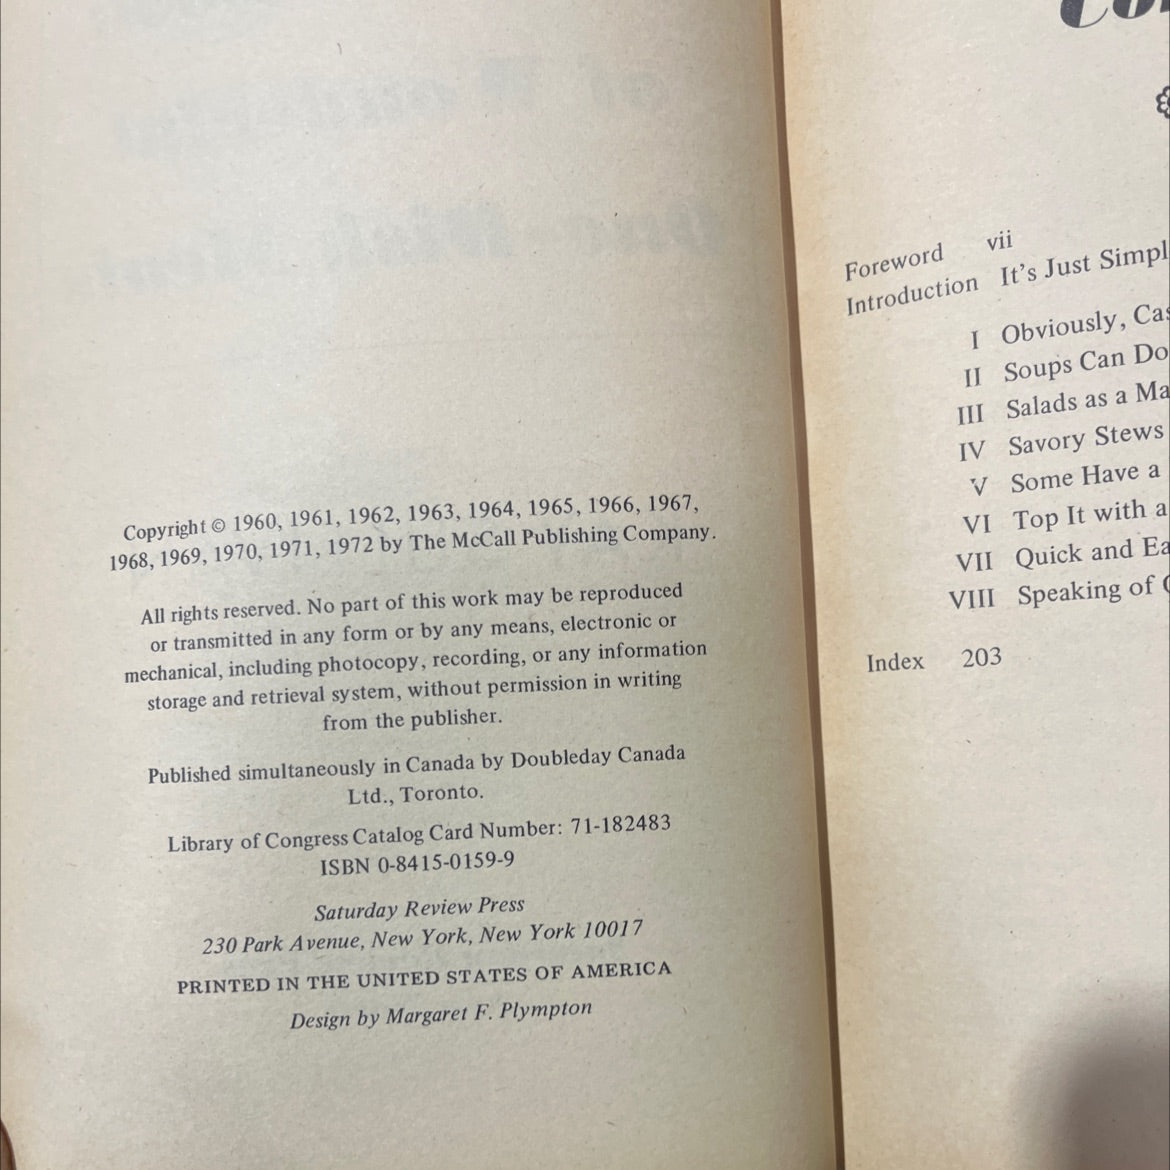 Copyright © 1960, 1961, 1962, 1963, 1964, 1965, 1966, 1967,
1968, 1969, 1970, 1971, 1972 by The McCall Publishing Company.
All rights reserved. No part of this work may be reproduced
or transmitted in any form or by any means, electronic or
mechanical, including photocopy, recording, or any information
storage and retrieval system, without permission in writing
from the publisher.
Published simultaneously in Canada by Doubleday Canada
Ltd., Toronto.
Library of Congress Catalog Card Number: 71-182483
ISBN 0-8415-0159-9
Saturday Review Press
230 Park Avenue, New York, New York 10017
PRINTED IN THE UNITED STATES OF AMERICA
Design by Margaret F. Plympton
Foreword vii
Introduction It's Just Simpl
I Obviously, Cas
II Soups Can Do
III Salads as a Ma
IV Savory Stews
V Some Have a
VI Top It with a
VII Quick and Ea
VIII Speaking of
Index 203